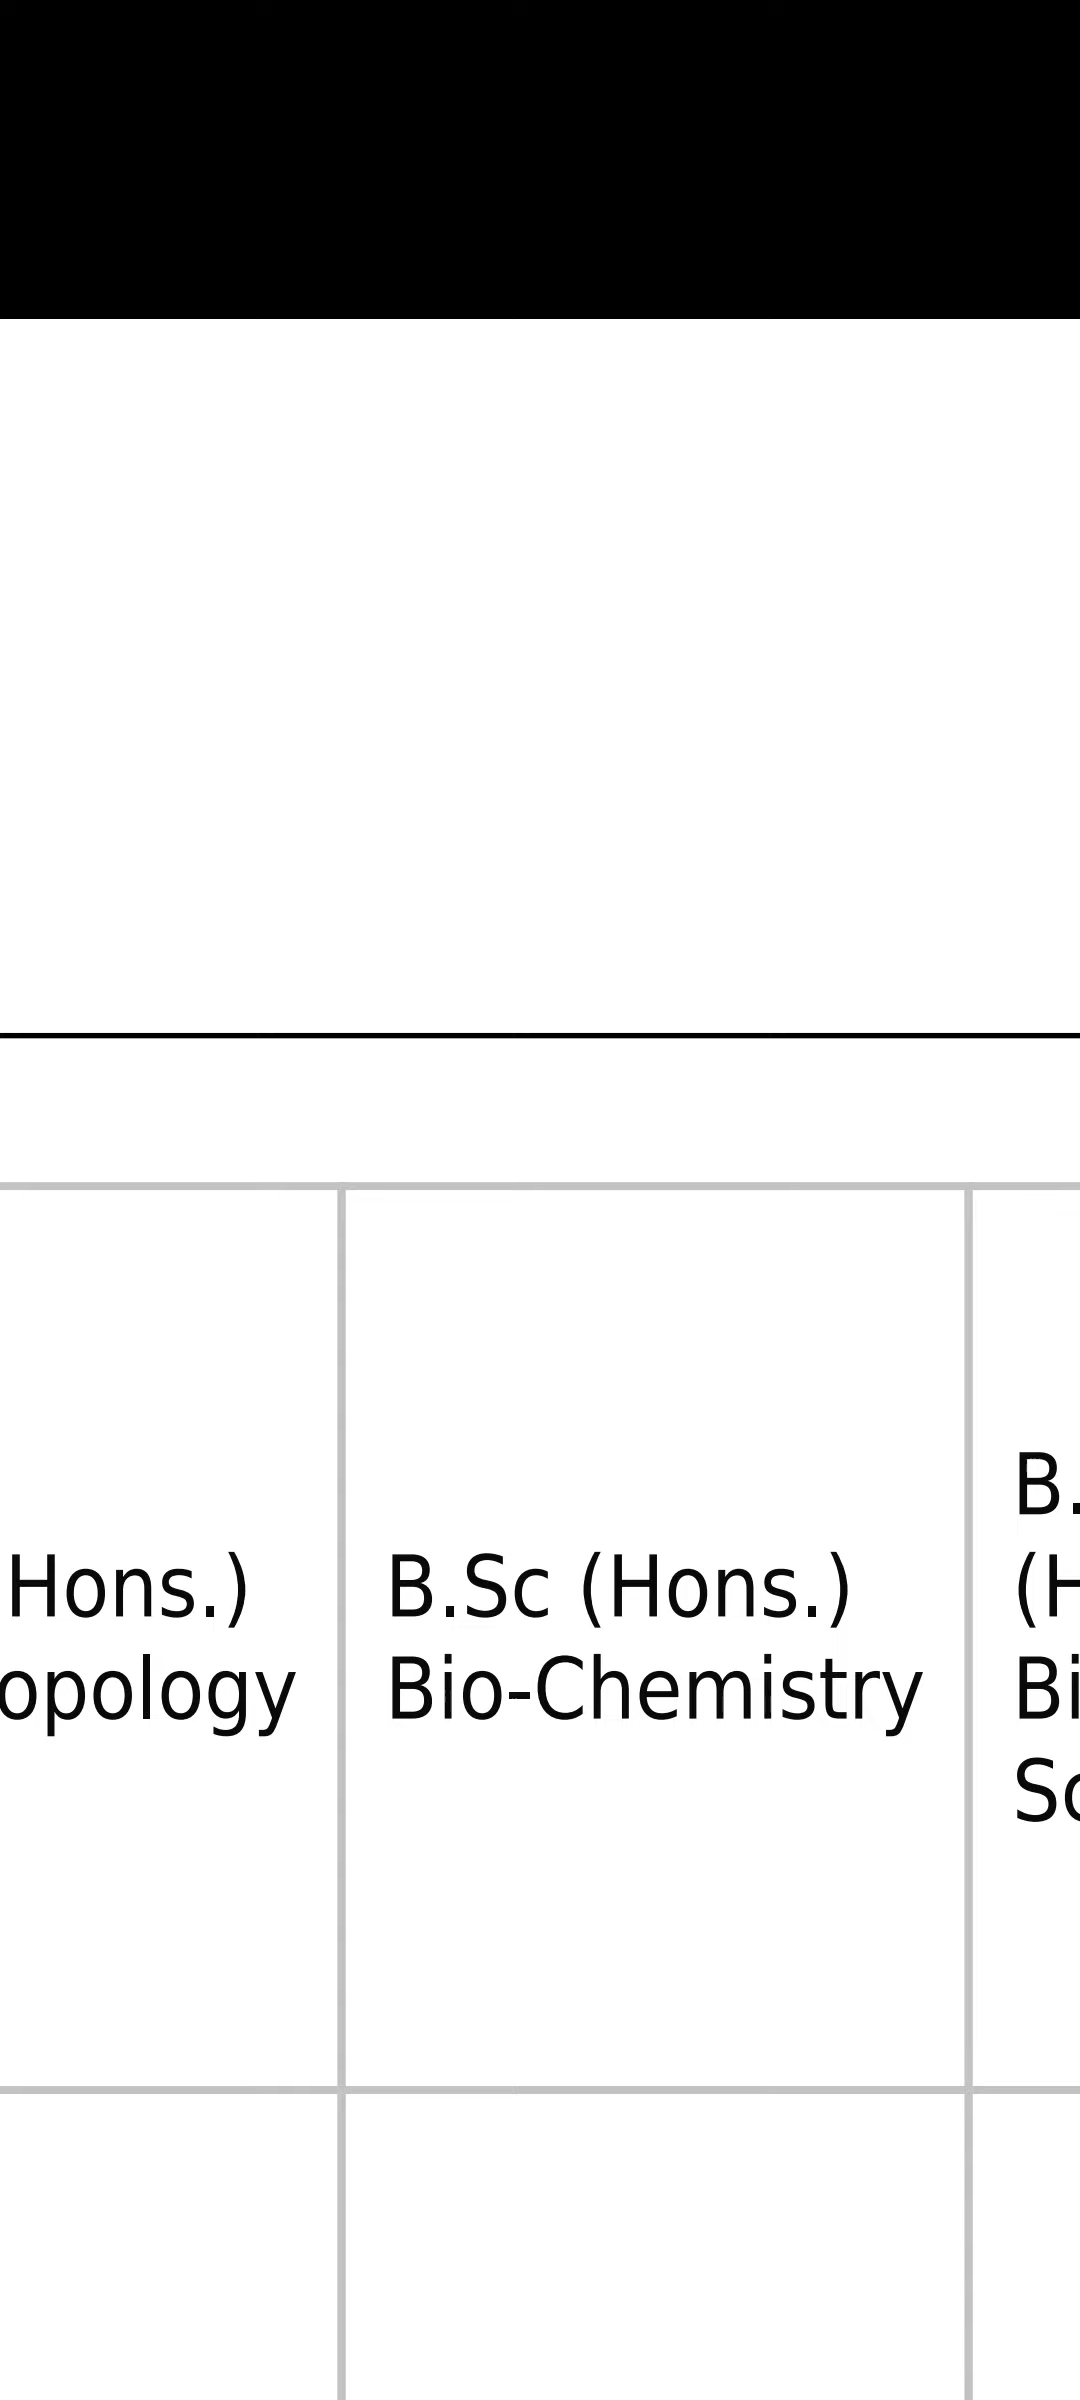 Hons.)
opology
B.Sc (Hons.)
Bio-Chemistry
B.
(H
Bi
Sc